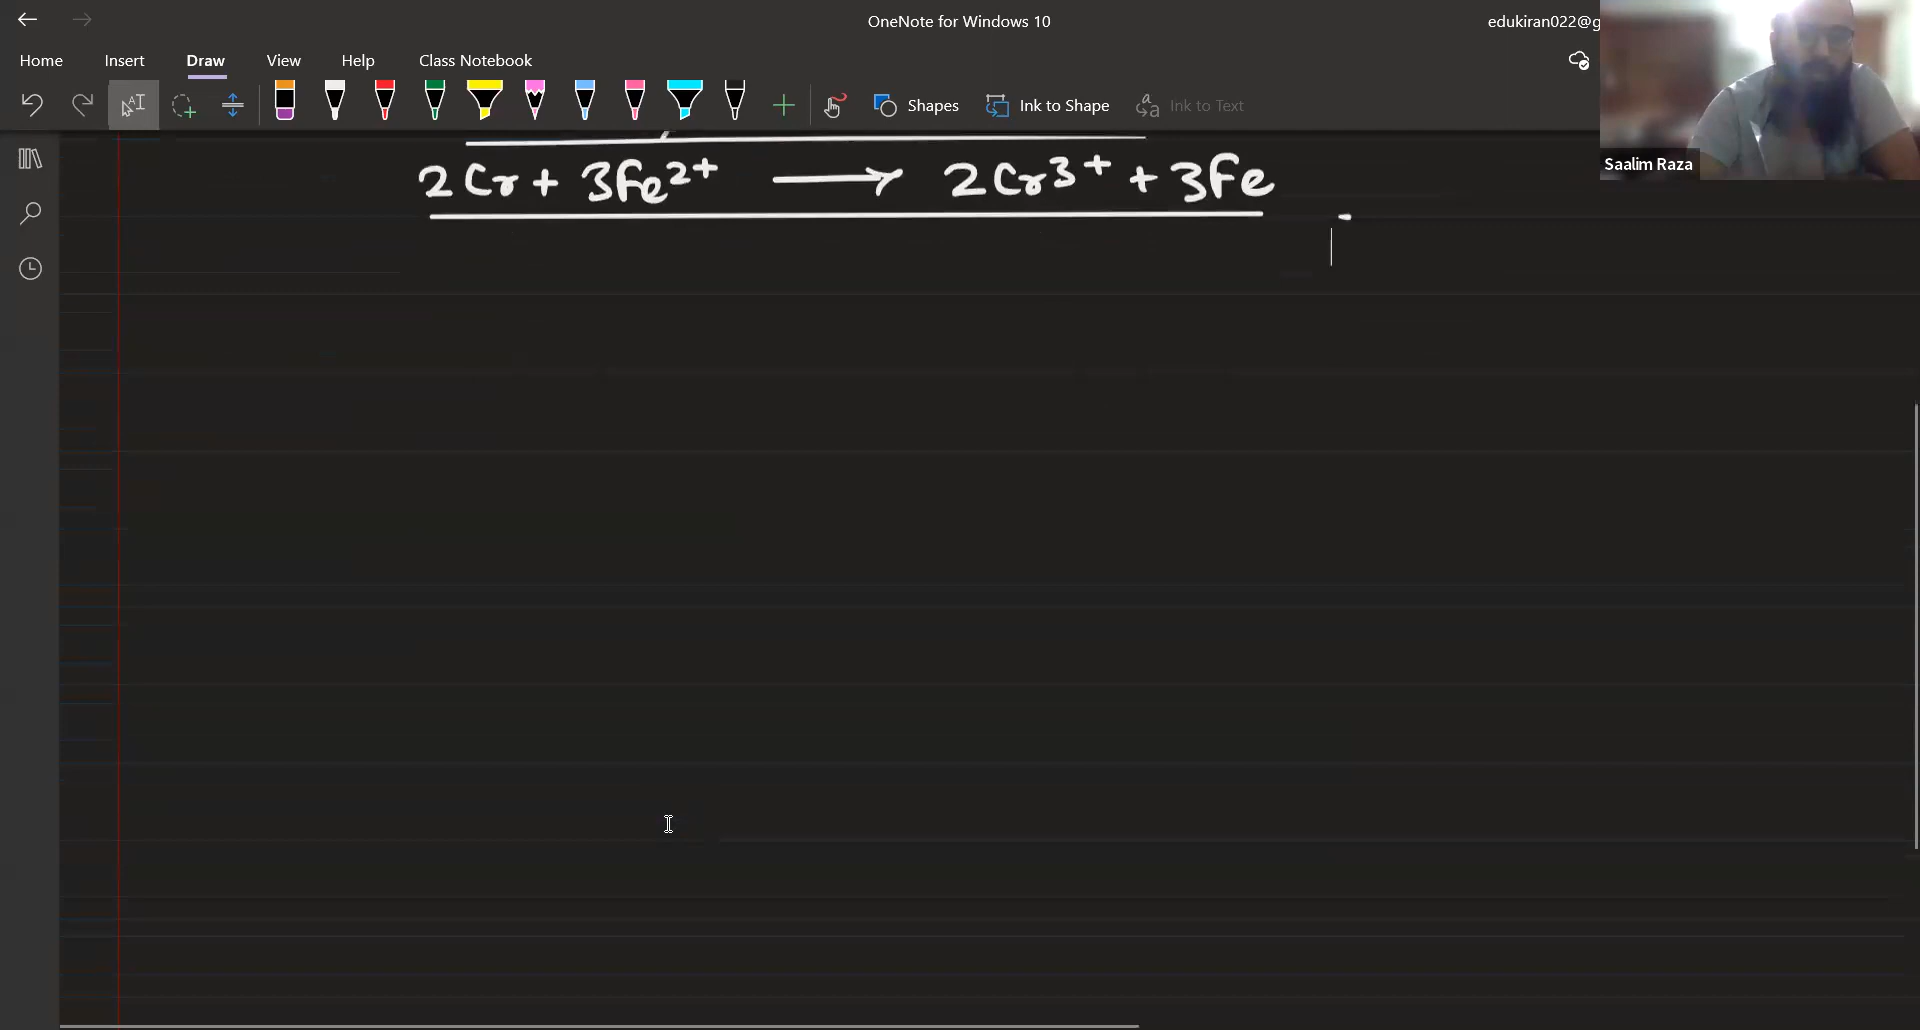 OneNote for Windows 10
edukiran022@g
Home Insert Draw View Help Class Notebook
Shapes Ink to Shape Ink to Text
Saalim Raza
2Cr + 3Fe²⁺ ⟶ 2Cr³⁺ + 3Fe